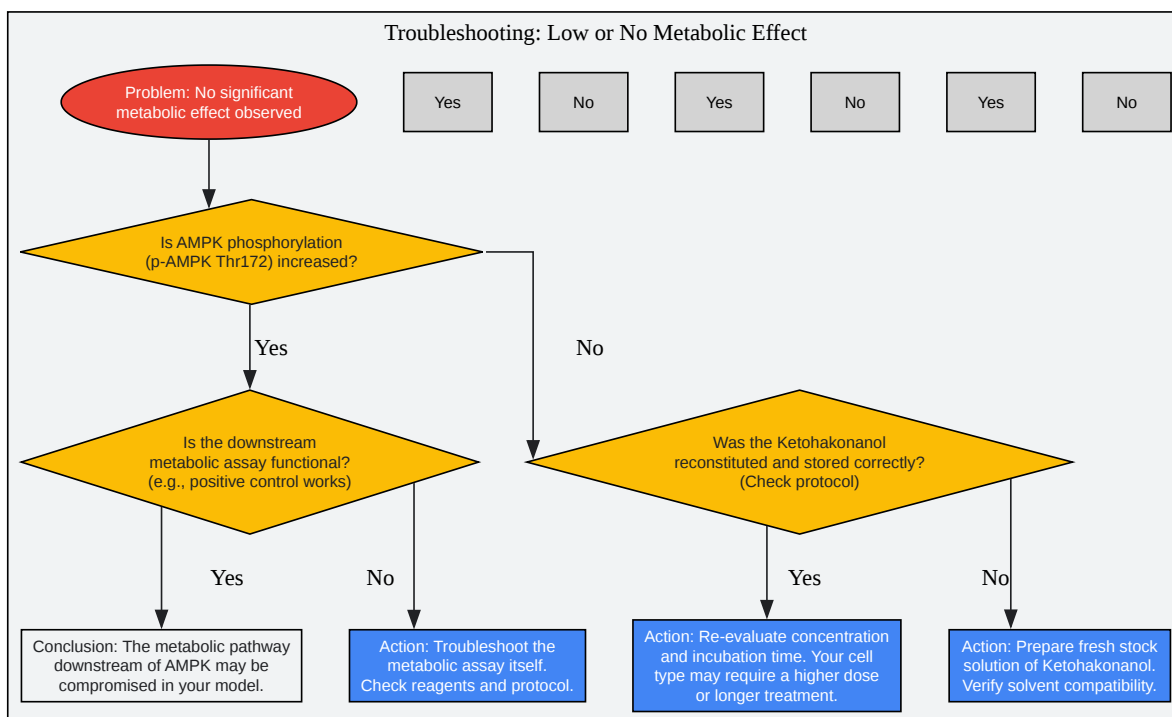 Troubleshooting: Low or No Metabolic Effect
Problem: No significant
metabolic effect observed
Yes
No
Yes
No
Yes
No
Is AMPK phosphorylation
(p-AMPK Thr172) increased?
Yes
No
Is the downstream
metabolic assay functional?
(e.g., positive control works)
Was the Ketohakonanol
reconstituted and stored correctly?
(Check protocol)
Yes
No
Yes
No
Conclusion: The metabolic pathway
downstream of AMPK may be
compromised in your model.
Action: Troubleshoot the
metabolic assay itself.
Check reagents and protocol.
Action: Re-evaluate concentration
and incubation time. Your cell
type may require a higher dose
or longer treatment.
Action: Prepare fresh stock
solution of Ketohakonanol.
Verify solvent compatibility.